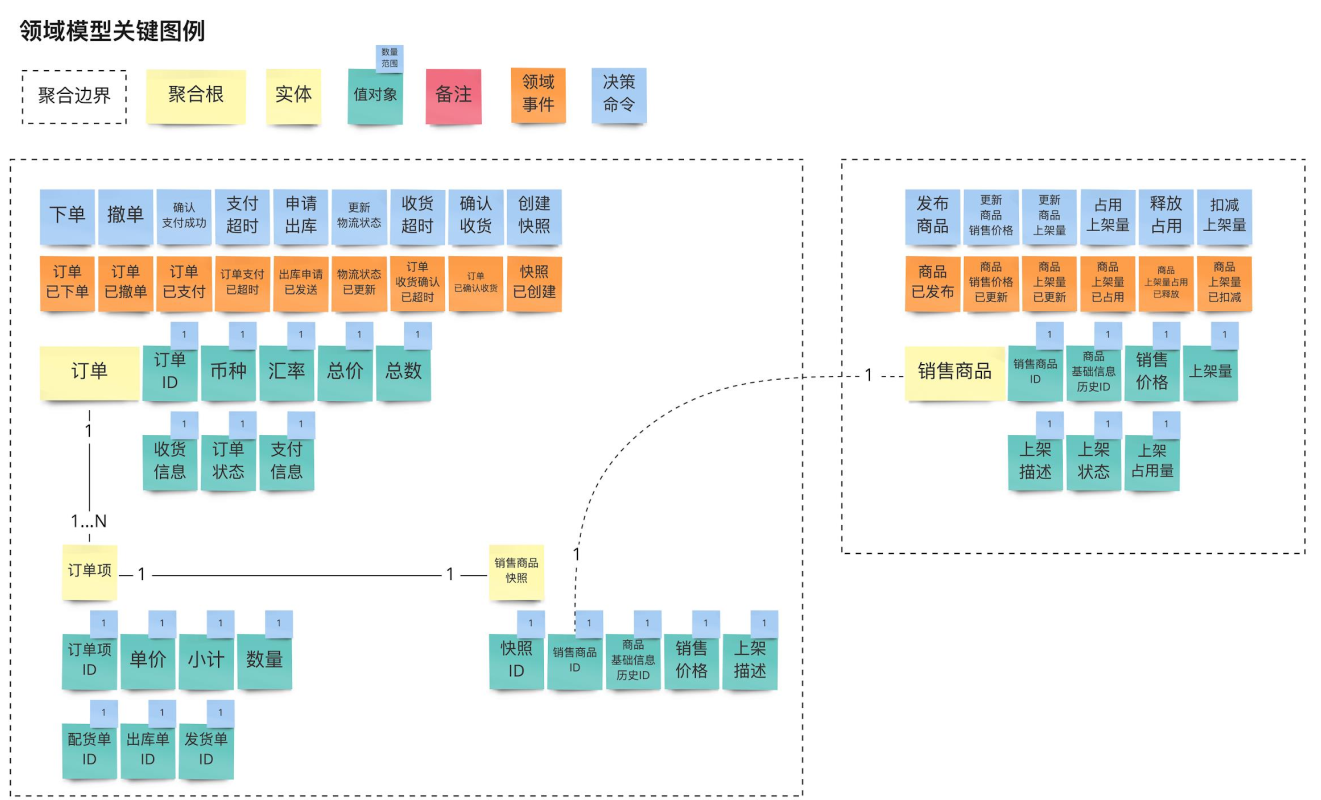 领域模型关键图例
数量
范围
聚合边界
聚合根
实体
值对象
备注
领域
事件
决策
命令
下单
撤单
确认
支付成功
支付
超时
申请
出库
更新
物流状态
收货
超时
确认
收货
创建
快照
订单
已下单
订单
已撤单
订单
已支付
订单支付
已超时
出库申请
已发送
物流状态
已更新
订单
收货确认
已超时
订单
已确认收货
快照
已创建
订单
1
订单
ID
1
币种
1
汇率
1
总价
1
总数
1
收货
信息
1
订单
状态
1
支付
信息
1
1...N
订单项
1
1
销售商品
快照
1
订单项
ID
1
单价
1
小计
1
数量
1
配货单
ID
1
出库单
ID
1
发货单
ID
1
快照
ID
1
销售商品
ID
1
商品
基础信息
历史ID
1
销售
价格
1
上架
描述
1
1
发布
商品
更新
商品
销售价格
更新
商品
上架量
占用
上架量
释放
占用
扣减
上架量
商品
已发布
商品
销售价格
已更新
商品
上架量
已更新
商品
上架量
已占用
商品
上架量占用
已释放
商品
上架量
已扣减
销售商品
1
销售商品
ID
1
商品
基础信息
历史ID
1
销售
价格
1
上架量
1
上架
描述
1
上架
状态
1
上架
占用量